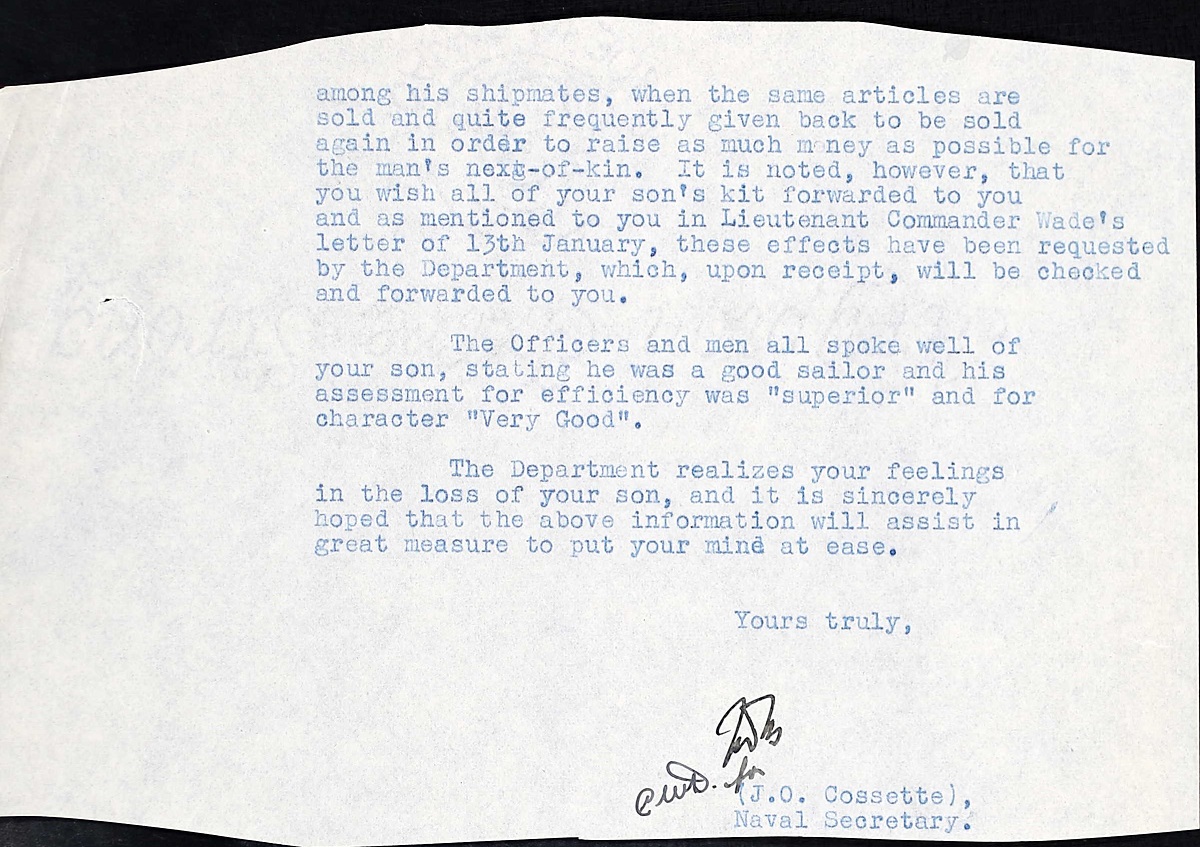 among his shipmates, when the same articles are
sold and quite frequently given back to be sold
again in order to raise as much money as possible for
the man's next-of-kin. It is noted, however, that
you wish all of your son's kit forwarded to you
and as mentioned to you in Lieutenant Commander Wade's
letter of 13th January, these effects have been requested
by the Department, which, upon receipt, will be checked
and forwarded to you.
The Officers and men all spoke well of
your son, stating he was a good sailor and his
assessment for efficiency was "superior" and for
character "Very Good".
The Department realizes your feelings
in the loss of your son, and it is sincerely
hoped that the above information will assist in
great measure to put your mind at ease.
Yours truly,
for
(J.O. Cossette),
Naval Secretary.